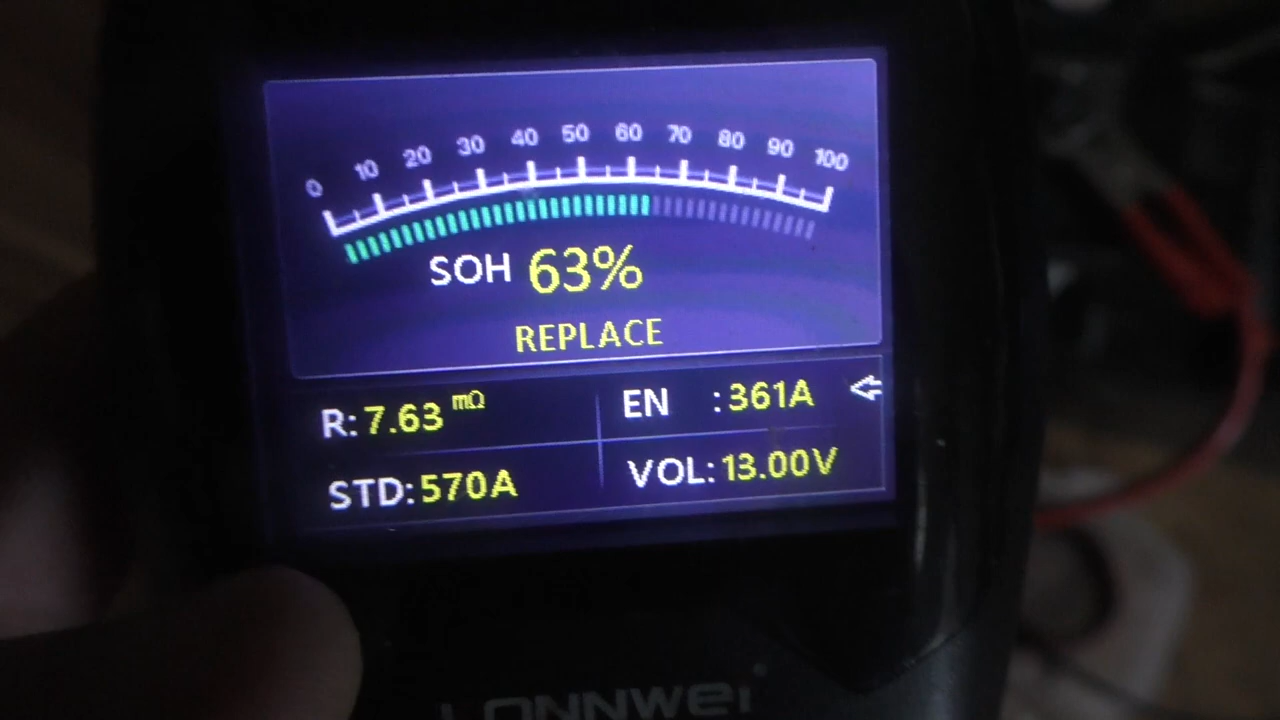 0 10 20 30 40 50 60 70 80 90 100
SOH 63%
REPLACE
R: 7.63 mΩ EN : 361A
STD: 570A VOL: 13.00V
LONNWEI